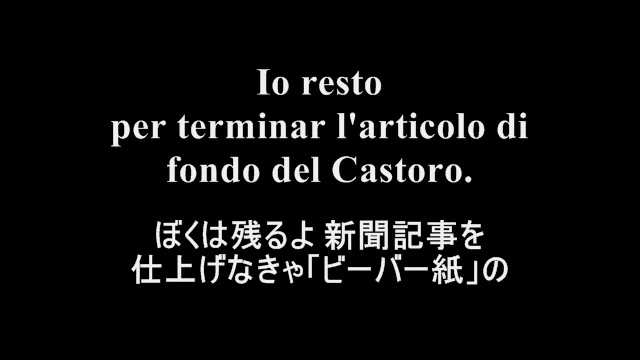 Io resto
per terminar l'articolo di
fondo del Castoro.
ぼくは残るよ 新聞記事を
仕上げなきゃ「ビーバー紙」の